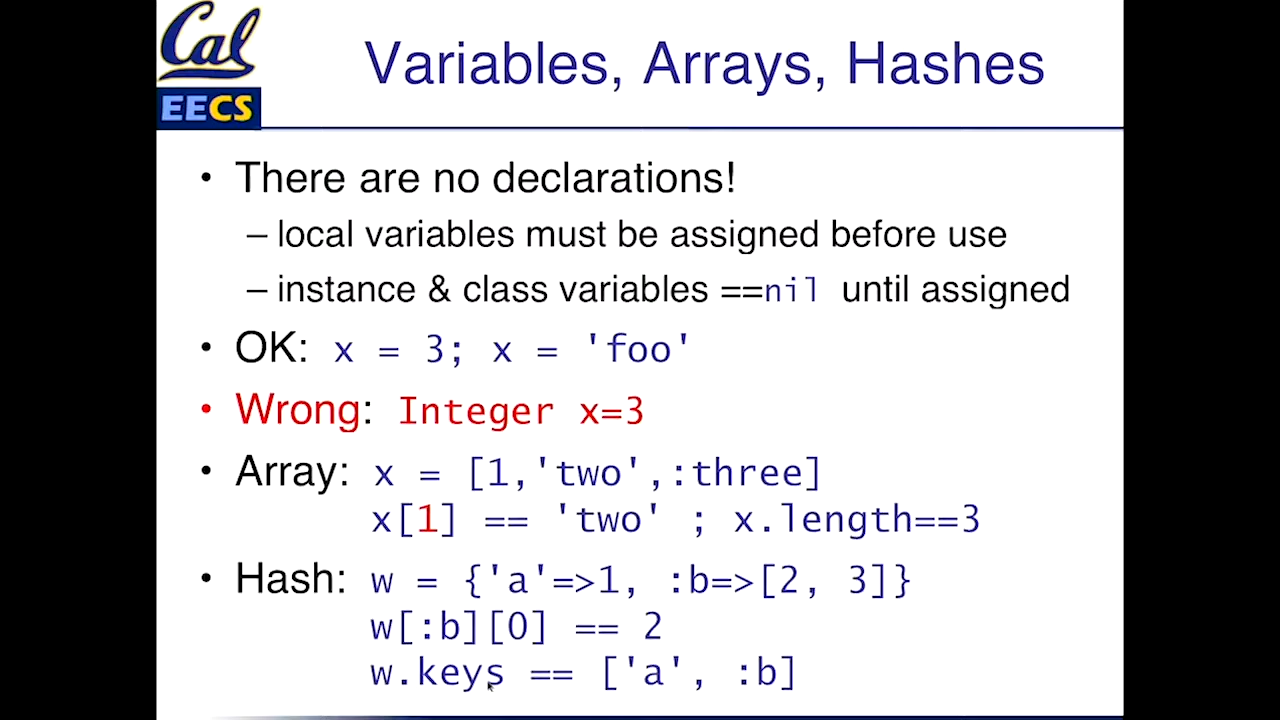 Cal
EECS
Variables, Arrays, Hashes
• There are no declarations!
– local variables must be assigned before use
– instance & class variables ==nil until assigned
• OK: x = 3; x = 'foo'
• Wrong: Integer x=3
• Array: x = [1,'two',:three]
x[1] == 'two' ; x.length==3
• Hash: w = {'a'=>1, :b=>[2, 3]}
w[:b][0] == 2
w.keys == ['a', :b]